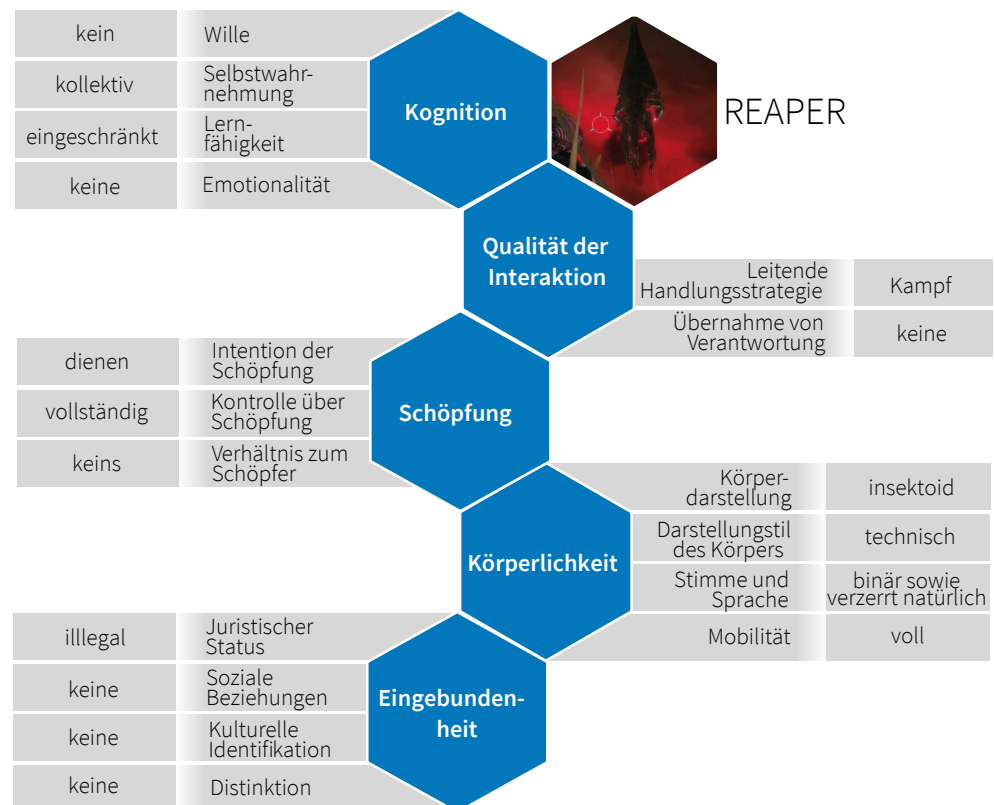 REAPER
Kognition
kein Wille
kollektiv Selbstwahr-
nehmung
eingeschränkt Lern-
fähigkeit
keine Emotionalität
Qualität der
Interaktion
Leitende
Handlungsstrategie Kampf
Übernahme von
Verantwortung keine
Schöpfung
dienen Intention der
Schöpfung
vollständig Kontrolle über
Schöpfung
keins Verhältnis zum
Schöpfer
Körperlichkeit
Körper-
darstellung insektoid
Darstellungstil
des Körpers technisch
Stimme und binär sowie
Sprache verzerrt natürlich
Mobilität voll
Eingebunden-
heit
illlegal Juristischer
Status
keine Soziale
Beziehungen
keine Kulturelle
Identifikation
keine Distinktion